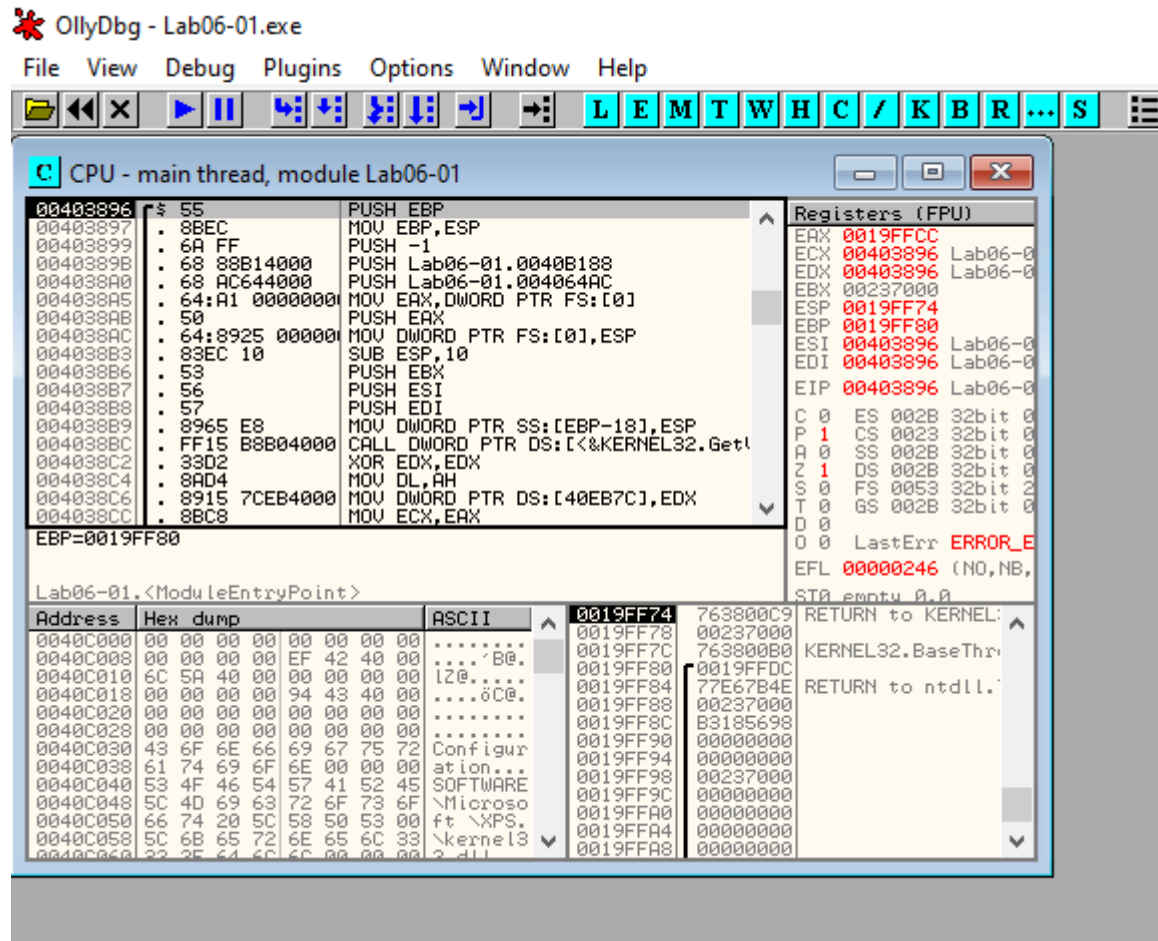 OllyDbg - Lab06-01.exe
File View Debug Plugins Options Window Help
L E M T W H C / K B R ... S
C CPU - main thread, module Lab06-01
00403896 $ 55 PUSH EBP
00403897 . 8BEC MOV EBP,ESP
00403899 . 6A FF PUSH -1
0040389B . 68 88B14000 PUSH Lab06-01.0040B188
004038A0 . 68 AC644000 PUSH Lab06-01.004064AC
004038A5 . 64:A1 0000000 MOV EAX,DWORD PTR FS:[0]
004038AB . 50 PUSH EAX
004038AC . 64:8925 00000 MOV DWORD PTR FS:[0],ESP
004038B3 . 83EC 10 SUB ESP,10
004038B6 . 53 PUSH EBX
004038B7 . 56 PUSH ESI
004038B8 . 57 PUSH EDI
004038B9 . 8965 E8 MOV DWORD PTR SS:[EBP-18],ESP
004038BC . FF15 B8B04000 CALL DWORD PTR DS:[<&KERNEL32.Get
004038C2 . 33D2 XOR EDX,EDX
004038C4 . 8AD4 MOV DL,AH
004038C6 . 8915 7CEB4000 MOV DWORD PTR DS:[40EB7C],EDX
004038CC . 8BC8 MOV ECX,EAX
EBP=0019FF80
Lab06-01.<ModuleEntryPoint>
Registers (FPU)
EAX 0019FFCC
ECX 00403896 Lab06-0
EDX 00403896 Lab06-0
EBX 00237000
ESP 0019FF74
EBP 0019FF80
ESI 00403896 Lab06-0
EDI 00403896 Lab06-0
EIP 00403896 Lab06-0
C 0 ES 002B 32bit 0
P 1 CS 0023 32bit 0
A 0 SS 002B 32bit 0
Z 1 DS 002B 32bit 0
S 0 FS 0053 32bit 2
T 0 GS 002B 32bit 0
D 0
O 0 LastErr ERROR_E
EFL 00000246 (NO,NB,
ST0 empty 0.0
Address Hex dump ASCII
0040C000 00 00 00 00 00 00 00 00 ........
0040C008 00 00 00 00 EF 42 40 00 ....´B@.
0040C010 6C 5A 40 00 00 00 00 00 lZ@.....
0040C018 00 00 00 00 94 43 40 00 ....öC@.
0040C020 00 00 00 00 00 00 00 00 ........
0040C028 00 00 00 00 00 00 00 00 ........
0040C030 43 6F 6E 66 69 67 75 72 Configur
0040C038 61 74 69 6F 6E 00 00 00 ation...
0040C040 53 4F 46 54 57 41 52 45 SOFTWARE
0040C048 5C 4D 69 63 72 6F 73 6F \Microso
0040C050 66 74 20 5C 58 50 53 00 ft \XPS.
0040C058 5C 6B 65 72 6E 65 6C 33 \kernel3
0019FF74 763800C9 RETURN to KERNEL
0019FF78 00237000
0019FF7C 763800B0 KERNEL32.BaseThr
0019FF80 0019FFDC
0019FF84 77E67B4E RETURN to ntdll.
0019FF88 00237000
0019FF8C B3185698
0019FF90 00000000
0019FF94 00000000
0019FF98 00237000
0019FF9C 00000000
0019FFA0 00000000
0019FFA4 00000000
0019FFA8 00000000